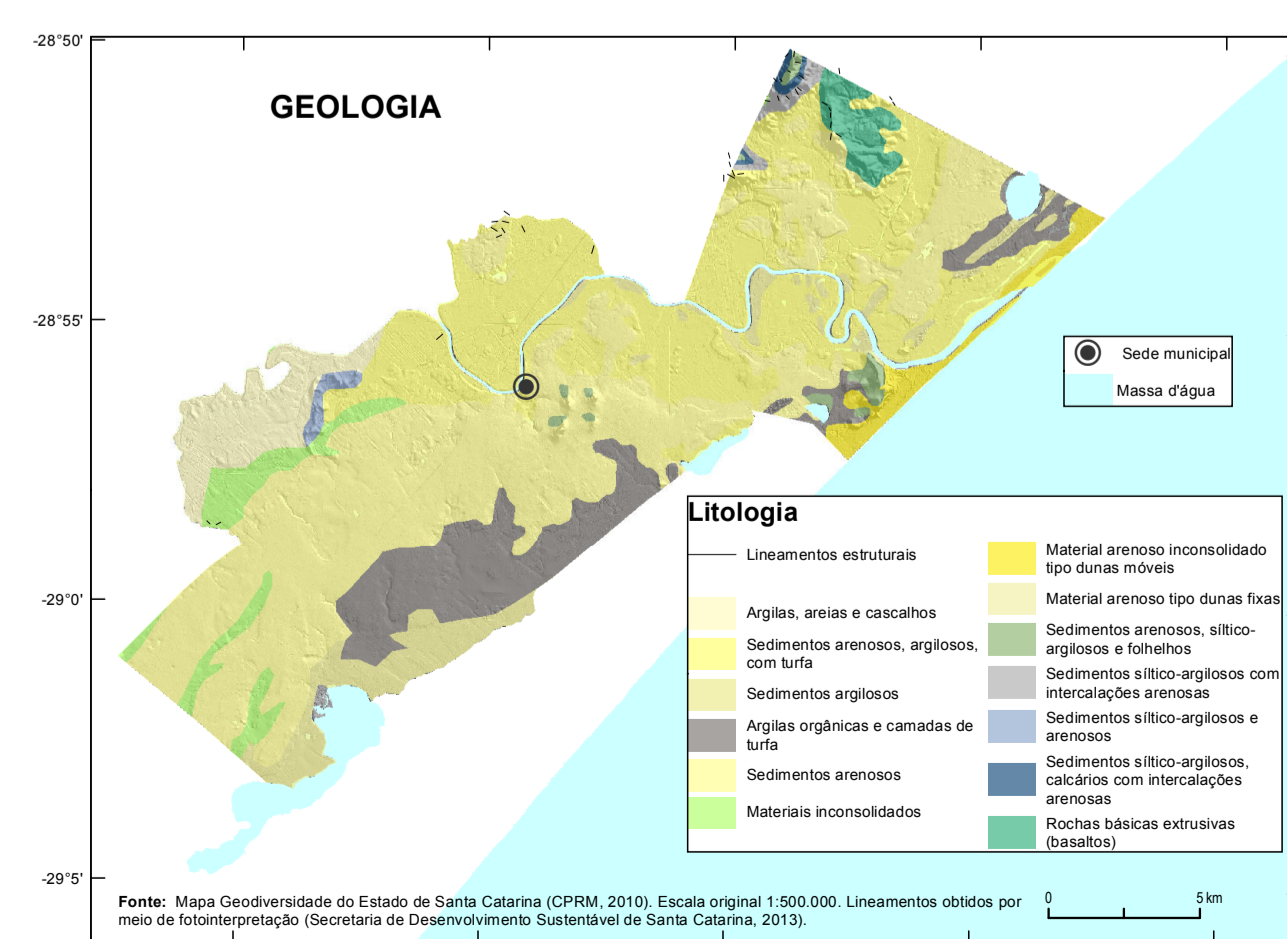 -28°50'
GEOLOGIA
-28°55'
Sede municipal
Massa d'água
Litologia
Lineamentos estruturais
Argilas, areias e cascalhos
Sedimentos arenosos, argilosos,
com turfa
Sedimentos argilosos
Argilas orgânicas e camadas de
turfa
Sedimentos arenosos
Materiais inconsolidados
Material arenoso inconsolidado
tipo dunas móveis
Material arenoso tipo dunas fixas
Sedimentos arenosos, síltico-
argilosos e folhelhos
Sedimentos síltico-argilosos com
intercalações arenosas
Sedimentos síltico-argilosos e
arenosos
Sedimentos síltico-argilosos,
calcários com intercalações
arenosas
Rochas básicas extrusivas
(basaltos)
-29°0'
-29°5'
Fonte: Mapa Geodiversidade do Estado de Santa Catarina (CPRM, 2010). Escala original 1:500.000. Lineamentos obtidos por
meio de fotointerpretação (Secretaria de Desenvolvimento Sustentável de Santa Catarina, 2013).
0 5 km